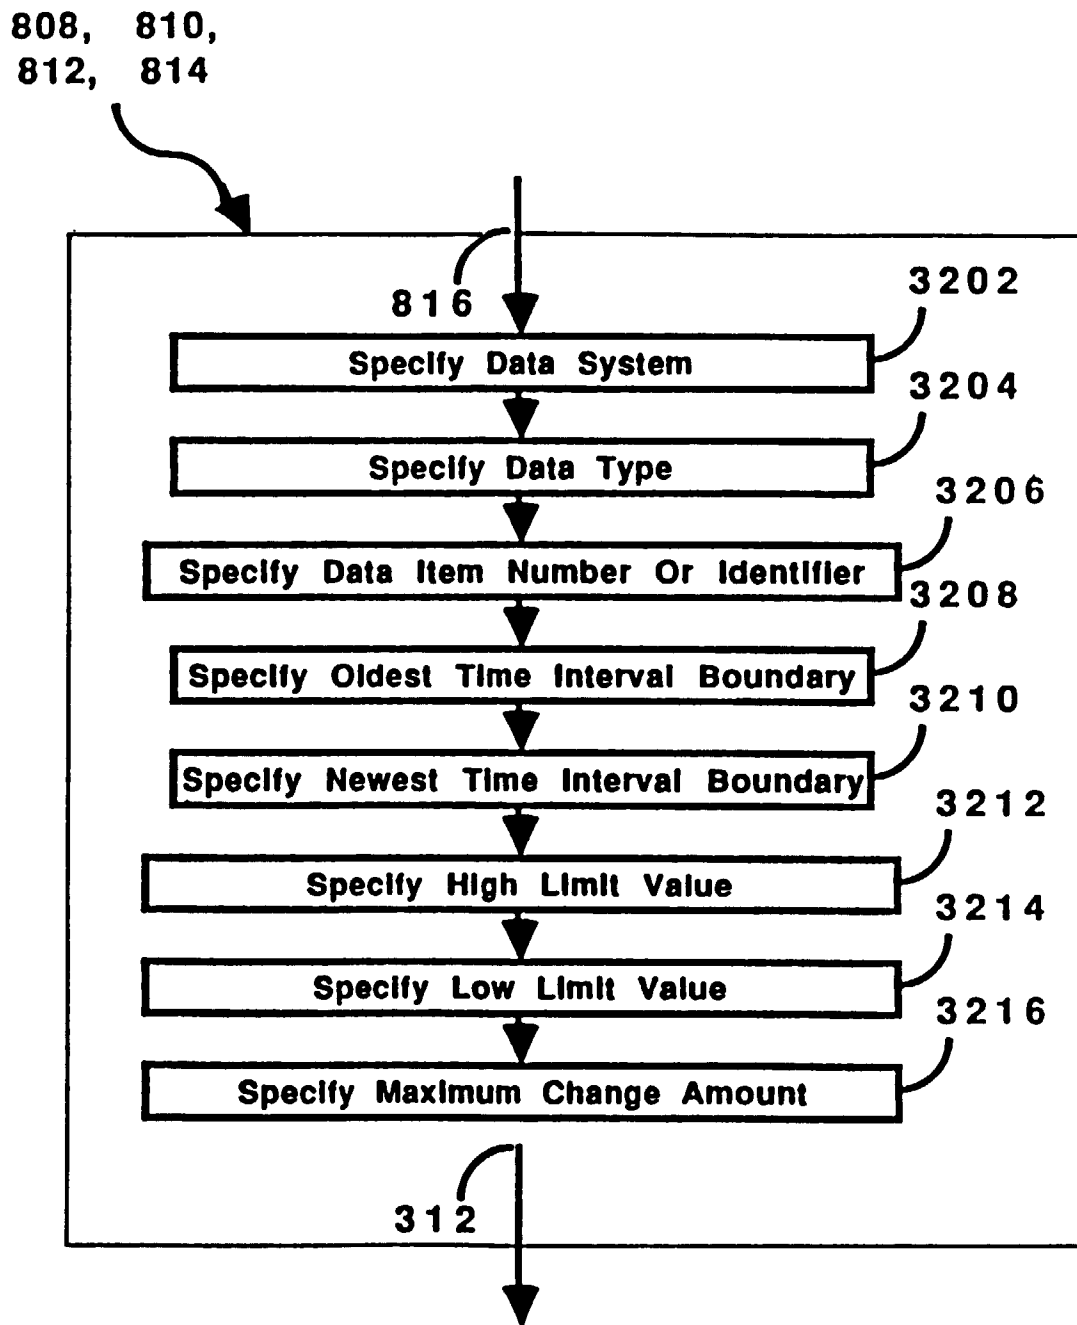 808, 810,
812, 814
816
3202
Specify Data System
3204
Specify Data Type
3206
Specify Data Item Number Or Identifier
3208
Specify Oldest Time Interval Boundary
3210
Specify Newest Time Interval Boundary
3212
Specify High Limit Value
3214
Specify Low Limit Value
3216
Specify Maximum Change Amount
312